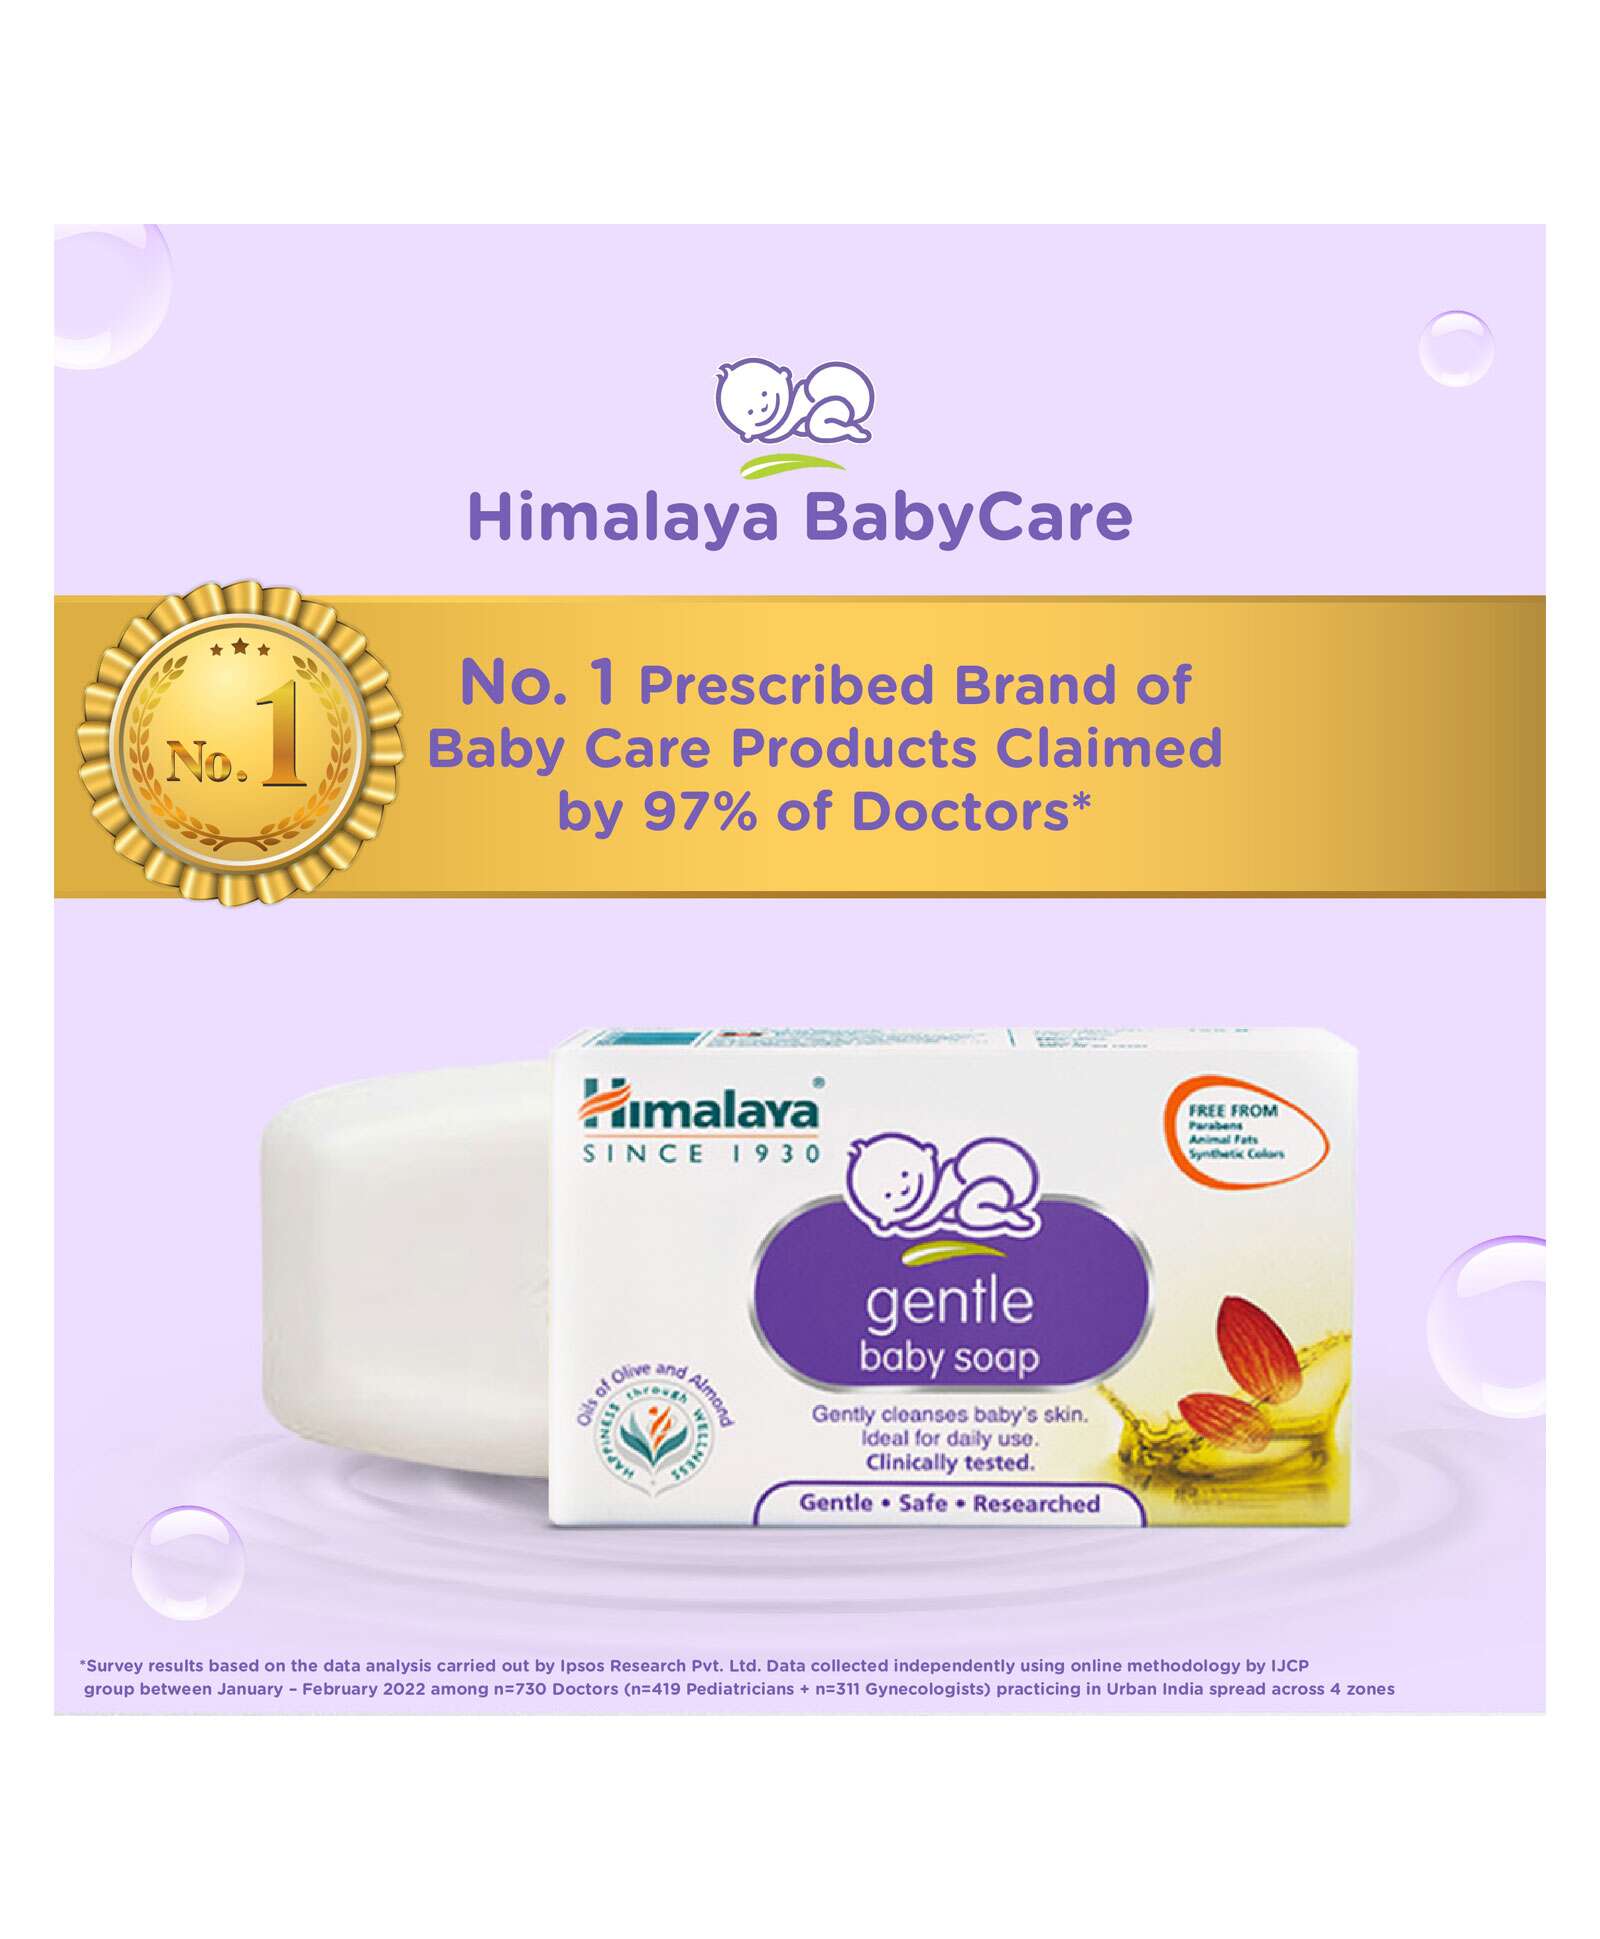 Himalaya BabyCare
No. 1
No. 1 Prescribed Brand of
Baby Care Products Claimed
by 97% of Doctors*
Himalaya®
SINCE 1930
FREE FROM
Parabens
Animal Fats
Synthetic Colors
gentle
baby soap
Oils of Olive and Almond
HAPPINESS through WELLNESS
Gently cleanses baby's skin.
Ideal for daily use.
Clinically tested.
Gentle • Safe • Researched
*Survey results based on the data analysis carried out by Ipsos Research Pvt. Ltd. Data collected independently using online methodology by IJCP
group between January – February 2022 among n=730 Doctors (n=419 Pediatricians + n=311 Gynecologists) practicing in Urban India spread across 4 zones